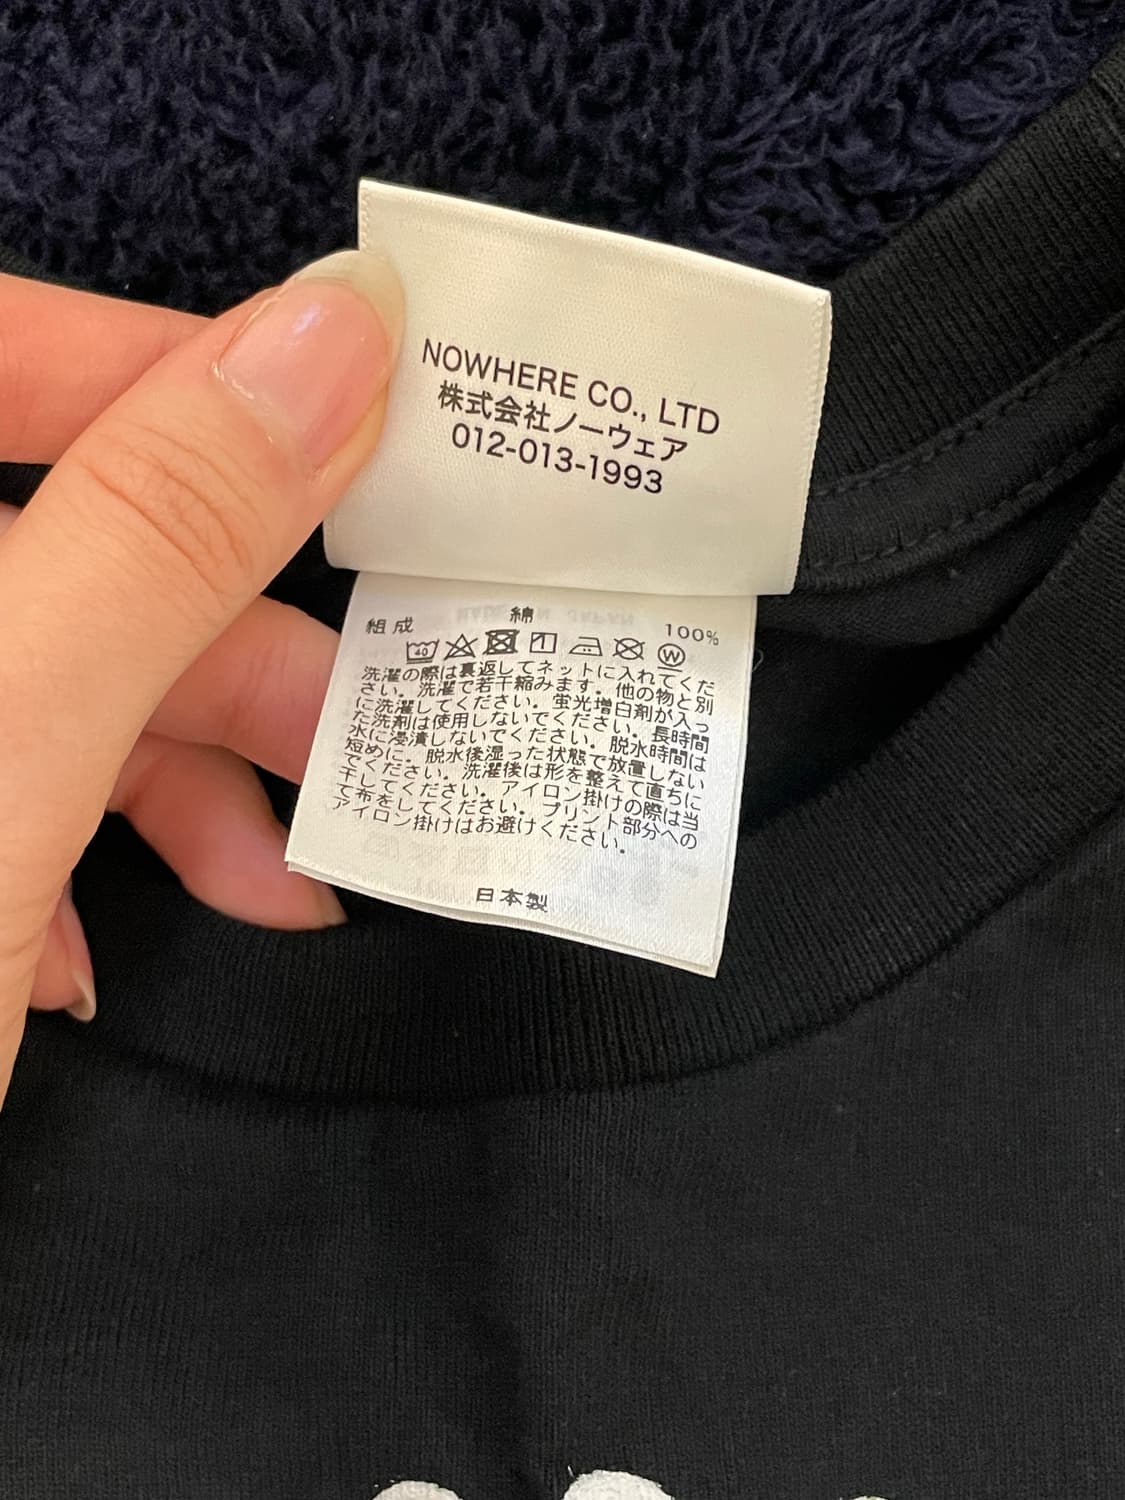 NOWHERE CO., LTD
株式会社ノーウェア
012-013-1993
組成 綿 100%
40 W
洗濯の際は裏返してネットに入れてくだ
さい。洗濯で若干縮みます。他の物と別
に洗濯してください。蛍光増白剤が入っ
た洗剤は使用しないでください。長時間
水に浸漬しないでください。脱水時間は
短めに。脱水後湿った状態で放置しない
でください。洗濯後は形を整えて直ちに
干してください。アイロン掛けの際は当
て布をしてください。プリント部分への
アイロン掛けはお避けください。
日本製